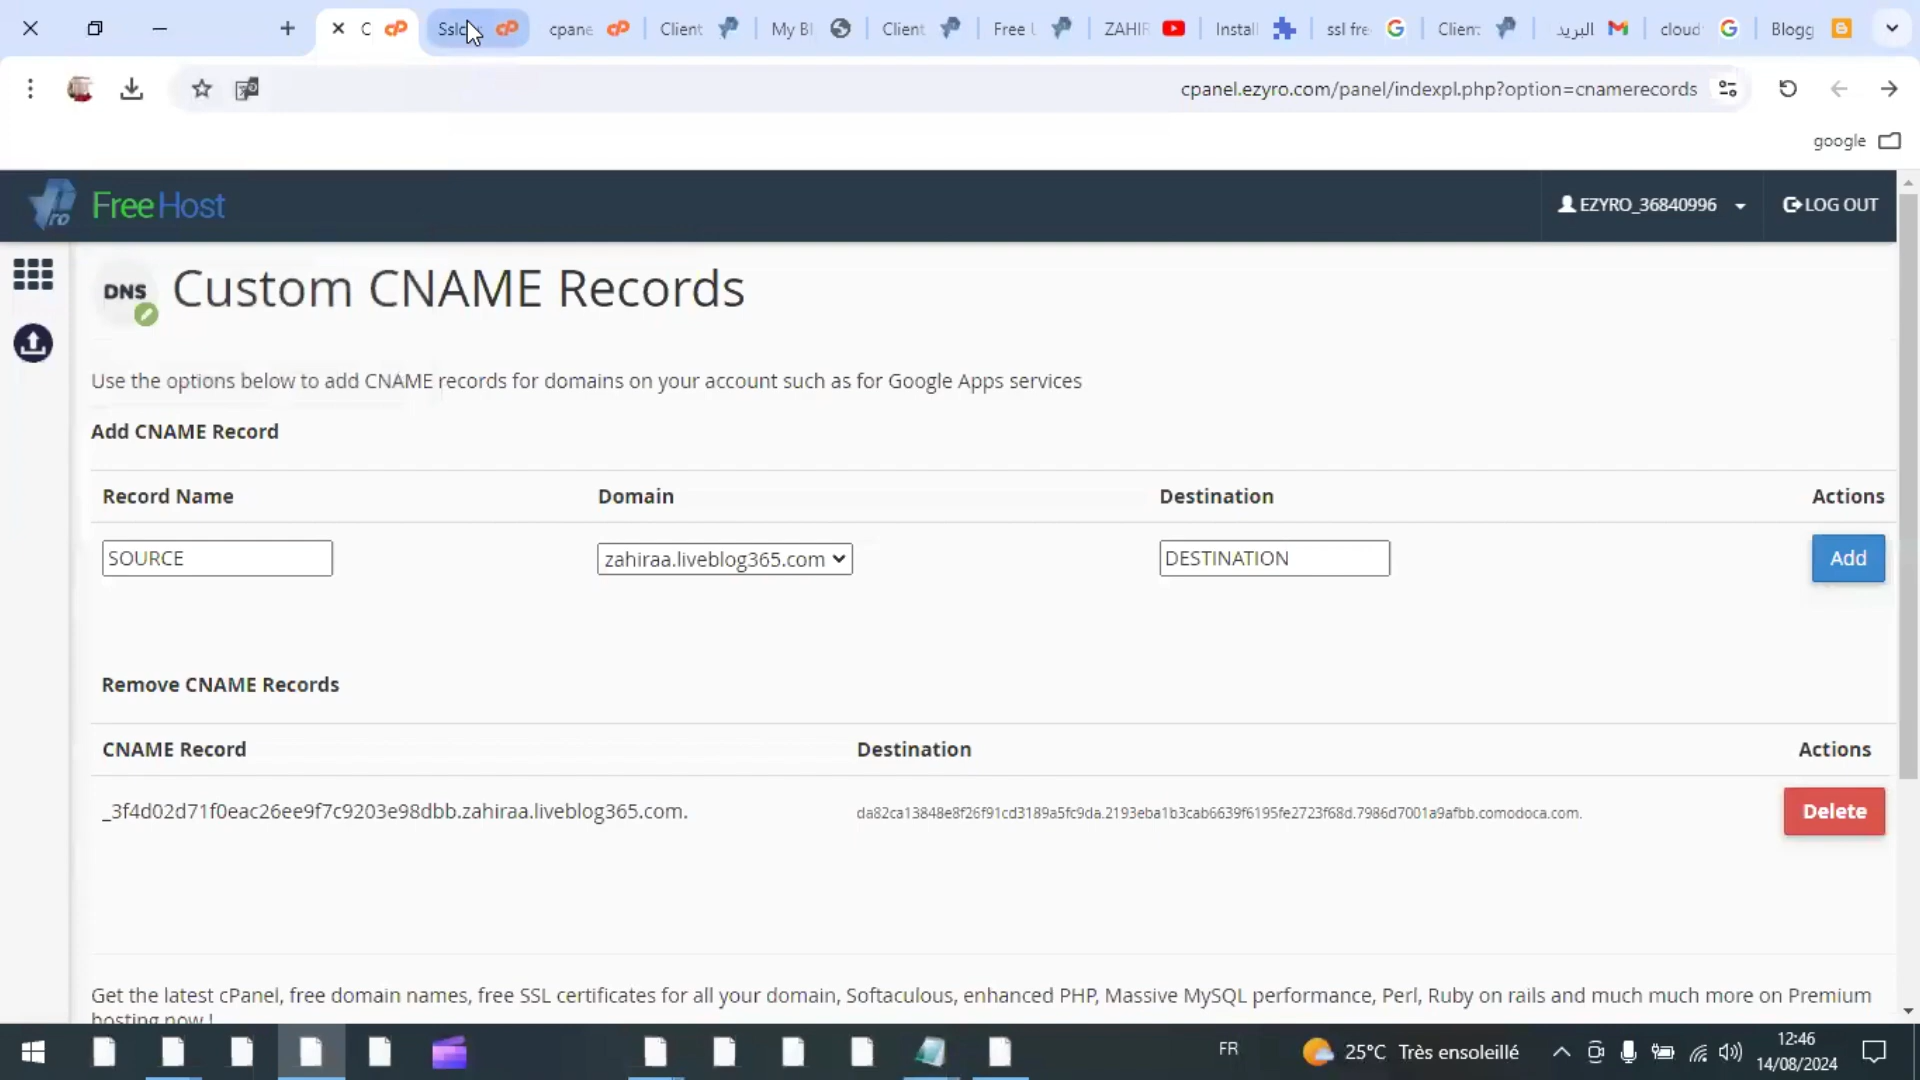 C
Sslc
cpane
Client
My Bl
Client
Free U
ZAHIR
Install
ssl fre
Client
البريد
cloud
Blogg
cpanel.ezyro.com/panel/indexpl.php?option=cnamerecords
google
Pro FreeHost
EZYRO_36840996
LOG OUT
DNS
Custom CNAME Records
Use the options below to add CNAME records for domains on your account such as for Google Apps services
Add CNAME Record
Record Name Domain Destination Actions
SOURCE zahiraa.liveblog365.com DESTINATION Add
Remove CNAME Records
CNAME Record Destination Actions
_3f4d02d71f0eac26ee9f7c9203e98dbb.zahiraa.liveblog365.com. da82ca13848e8f26f91cd3189a5fc9da.2193eba1b3cab6639f6195fe2723f68d.7986d7001a9afbb.comodoca.com. Delete
Get the latest cPanel, free domain names, free SSL certificates for all your domain, Softaculous, enhanced PHP, Massive MySQL performance, Perl, Ruby on rails and much much more on Premium
hosting now !
FR
25°C Très ensoleillé
12:46
14/08/2024